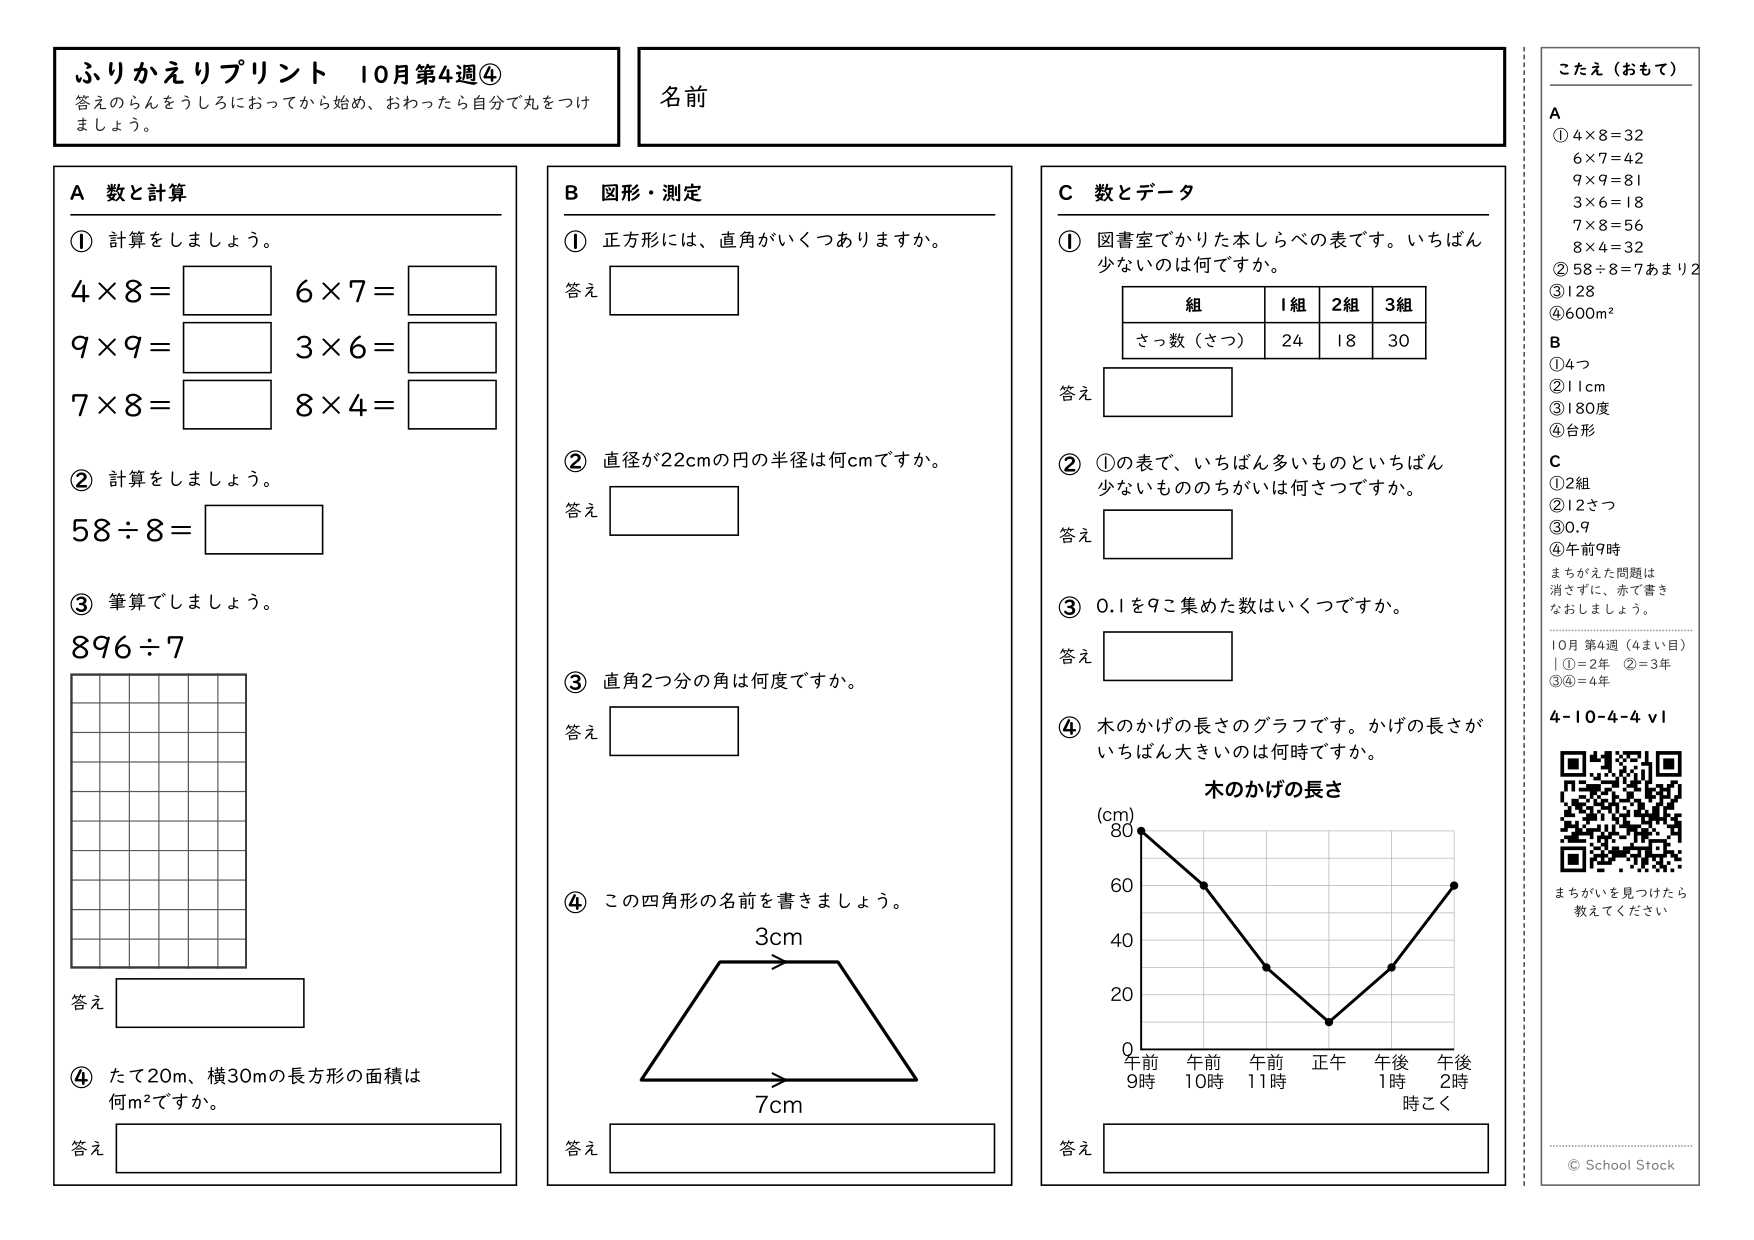 ふりかえりプリント　10月第4週④
答えのらんをうしろにおってから始め、おわったら自分で丸をつけ
ましょう。
名前
A　数と計算
① 計算をしましょう。
4×8＝　6×7＝
9×9＝　3×6＝
7×8＝　8×4＝
② 計算をしましょう。
58÷8＝
③ 筆算でしましょう。
896÷7
答え
④ たて20m、横30mの長方形の面積は
何m²ですか。
答え
B　図形・測定
① 正方形には、直角がいくつありますか。
答え
② 直径が22cmの円の半径は何cmですか。
答え
③ 直角2つ分の角は何度ですか。
答え
④ この四角形の名前を書きましょう。
3cm
7cm
答え
C　数とデータ
① 図書室でかりた本しらべの表です。いちばん
少ないのは何ですか。
組　1組　2組　3組
さっ数（さつ）　24　18　30
答え
② ①の表で、いちばん多いものといちばん
少ないもののちがいは何さつですか。
答え
③ 0.1を9こ集めた数はいくつですか。
答え
④ 木のかげの長さのグラフです。かげの長さが
いちばん大きいのは何時ですか。
木のかげの長さ
(cm)
80
60
40
20
0
午前　午前　午前　正午　午後　午後
9時　10時　11時　1時　2時
時こく
答え
こたえ（おもて）
A
① 4×8＝32
6×7＝42
9×9＝81
3×6＝18
7×8＝56
8×4＝32
② 58÷8＝7あまり2
③128
④600m²
B
①4つ
②11cm
③180度
④台形
C
①2組
②12さつ
③0.9
④午前9時
まちがえた問題は
消さずに、赤で書き
なおしましょう。
10月 第4週（4まい目）
｜①＝2年　②＝3年
③④＝4年
4-10-4-4 v1
まちがいを見つけたら
教えてください
© School Stock